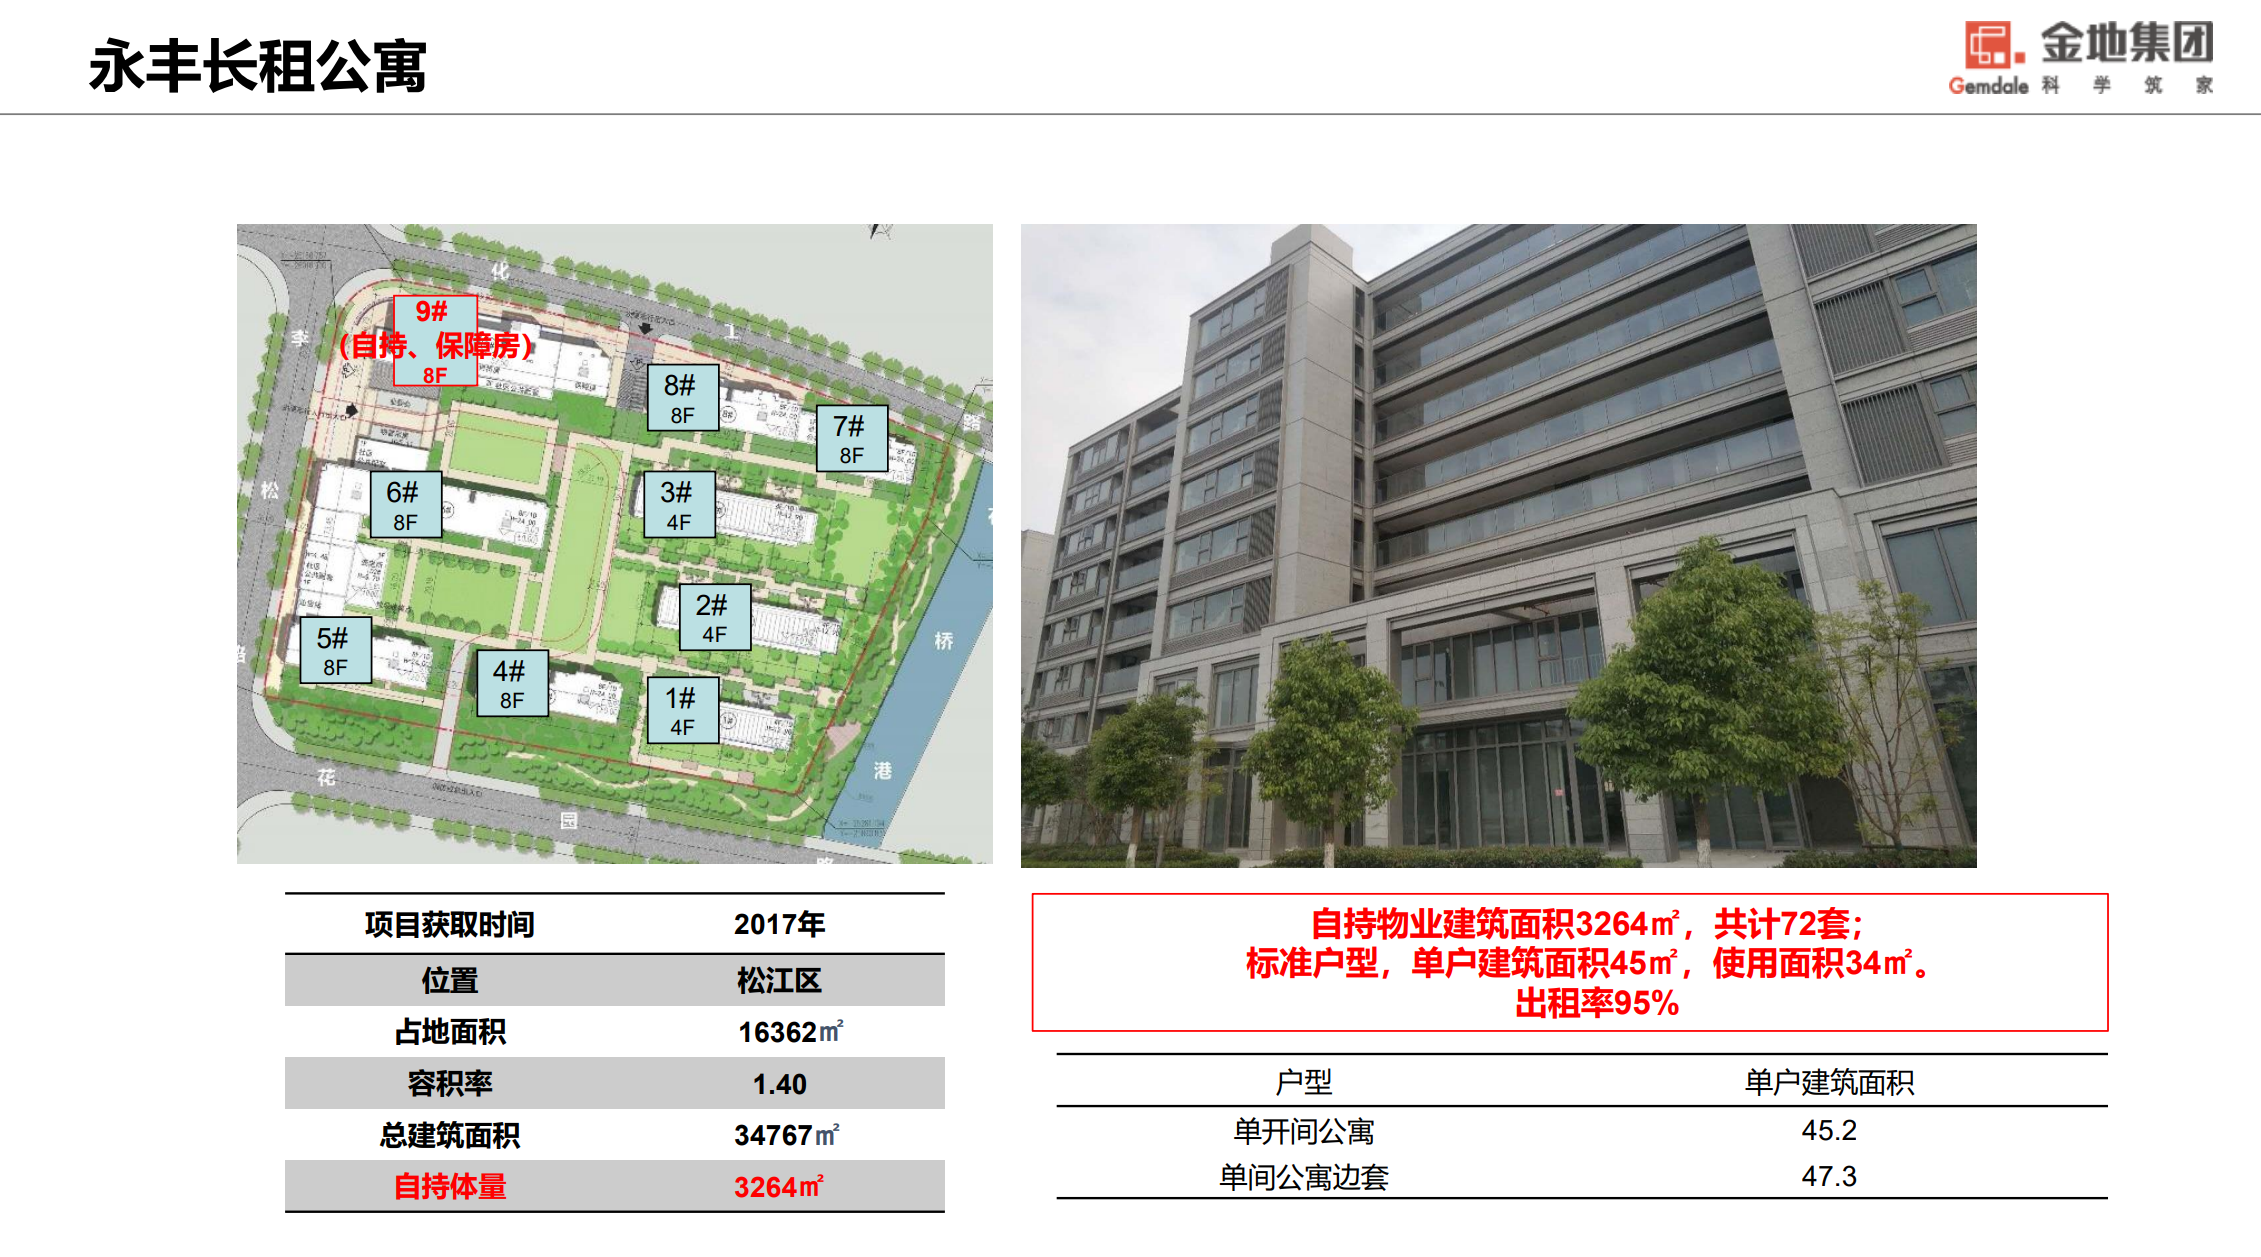 永丰长租公寓
金地集团
Gemdale 科学筑家
化
工
路
李
松
路
花
园
路
桥
港
9#
(自持、保障房)
8F
8#
8F
7#
8F
6#
8F
3#
4F
2#
4F
5#
8F
4#
8F
1#
4F
项目获取时间 2017年
位置 松江区
占地面积 16362㎡
容积率 1.40
总建筑面积 34767㎡
自持体量 3264㎡
自持物业建筑面积3264㎡，共计72套；
标准户型，单户建筑面积45㎡，使用面积34㎡。
出租率95%
户型 单户建筑面积
单开间公寓 45.2
单间公寓边套 47.3